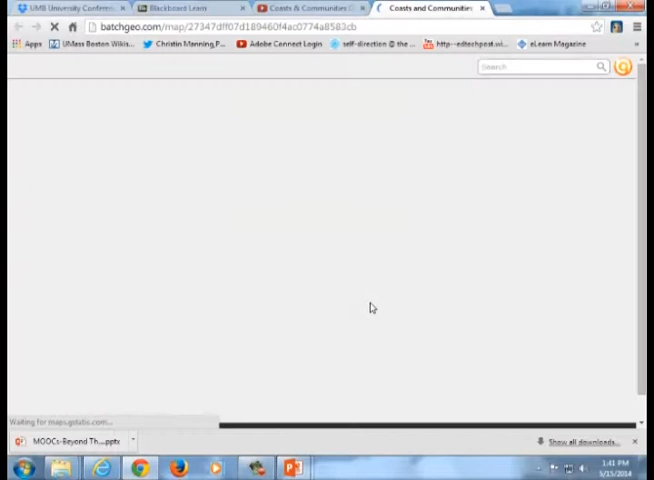 UMB University Conferen
Blackboard Learn
Coasts & Communities
Coasts and Communities
batchgeo.com/map/27347dff07d189460f4ac0774a8583cb
Apps
UMass Boston Wikis...
Christin Manning,P...
Adobe Connect Login
self-direction @ the ...
http--edtechpost.wi...
eLearn Magazine
Search
Waiting for maps.gstatic.com...
MOOCs-Beyond Th....pptx
Show all downloads...
1:41 PM
5/15/2014